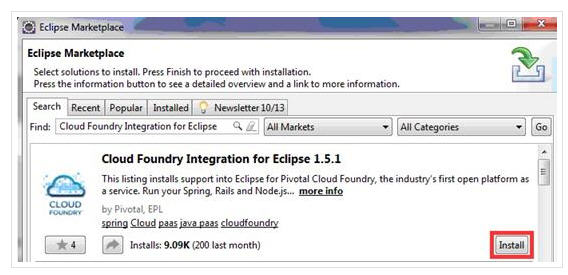 Eclipse Marketplace
Eclipse Marketplace
Select solutions to install. Press Finish to proceed with installation.
Press the information button to see a detailed overview and a link to more information.
Search Recent Popular Installed Newsletter 10/13
Find: Cloud Foundry Integration for Eclipse All Markets All Categories Go
Cloud Foundry Integration for Eclipse 1.5.1
This listing installs support into Eclipse for Pivotal Cloud Foundry, the industry's first open platform as
a service. Run your Spring, Rails and Node.js... more info
CLOUD
FOUNDRY
by Pivotal, EPL
spring Cloud paas java paas cloudfoundry
4 Installs: 9.09K (200 last month) Install